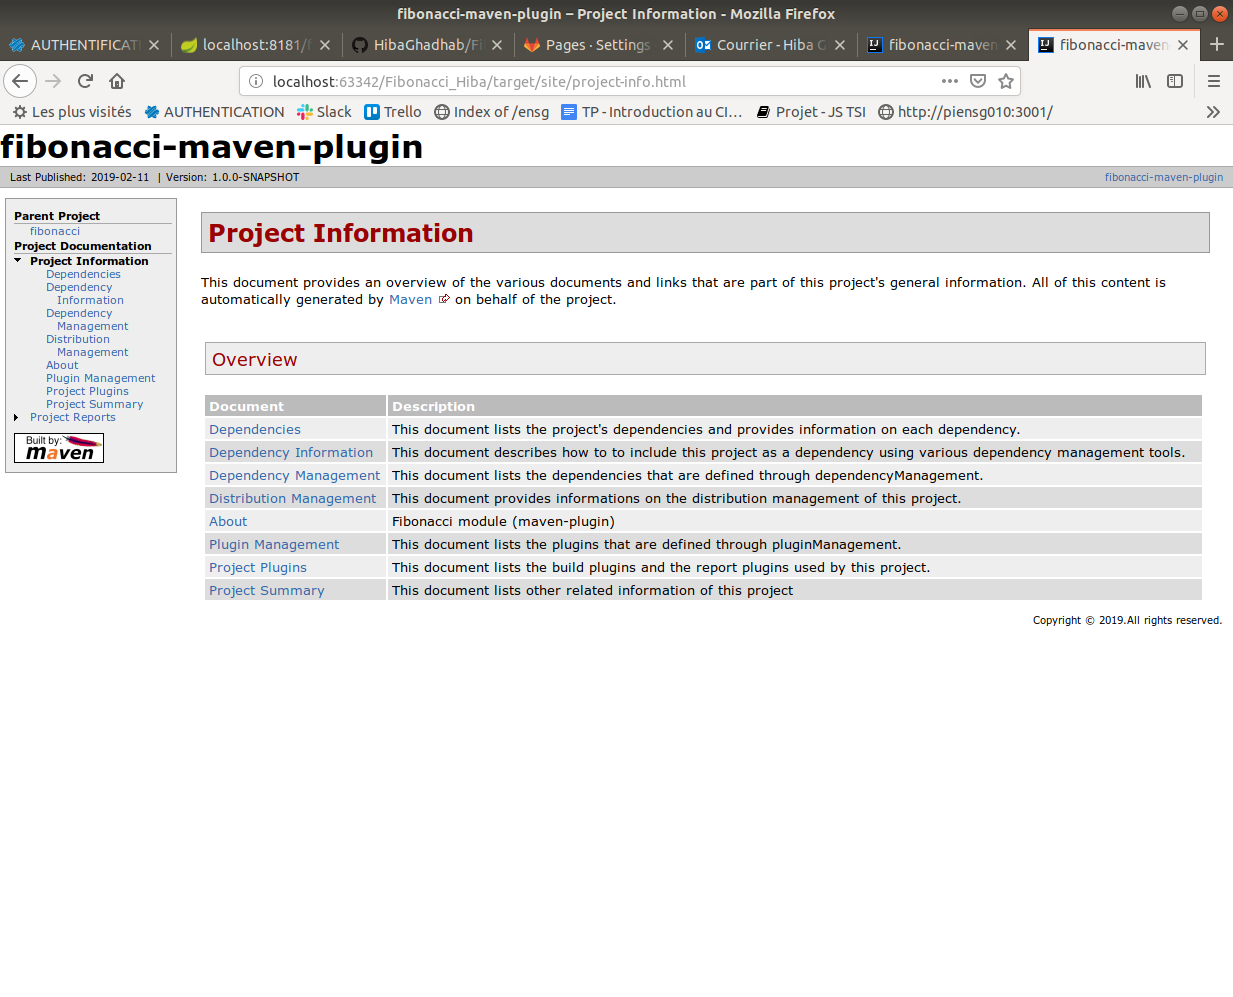 fibonacci-maven-plugin – Project Information - Mozilla Firefox
AUTHENTIFICAT localhost:8181/f HibaGhadhab/Fi Pages · Settings Courrier - Hiba G fibonacci-maven fibonacci-maven
localhost:63342/Fibonacci_Hiba/target/site/project-info.html
Les plus visités AUTHENTICATION Slack Trello Index of /ensg TP - Introduction au CI… Projet - JS TSI http://piensg010:3001/
fibonacci-maven-plugin
Last Published: 2019-02-11 | Version: 1.0.0-SNAPSHOT fibonacci-maven-plugin
Parent Project
fibonacci
Project Documentation
Project Information
Dependencies
Dependency
Information
Dependency
Management
Distribution
Management
About
Plugin Management
Project Plugins
Project Summary
Project Reports
Built by:
maven
Project Information
This document provides an overview of the various documents and links that are part of this project's general information. All of this content is
automatically generated by Maven on behalf of the project.
Overview
Document Description
Dependencies This document lists the project's dependencies and provides information on each dependency.
Dependency Information This document describes how to to include this project as a dependency using various dependency management tools.
Dependency Management This document lists the dependencies that are defined through dependencyManagement.
Distribution Management This document provides informations on the distribution management of this project.
About Fibonacci module (maven-plugin)
Plugin Management This document lists the plugins that are defined through pluginManagement.
Project Plugins This document lists the build plugins and the report plugins used by this project.
Project Summary This document lists other related information of this project
Copyright © 2019.All rights reserved.